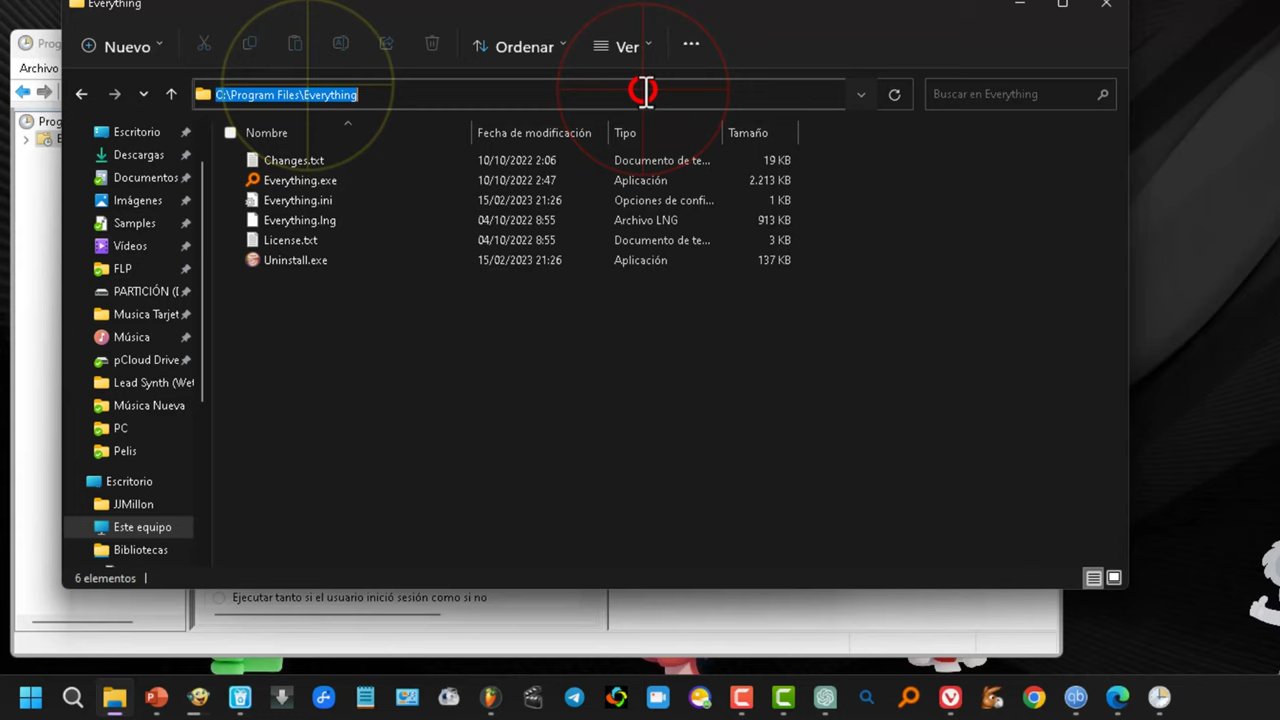 Everything
Prog
Nuevo
Ordenar
Ver
Archivo
C:\Program Files\Everything
Buscar en Everything
Prog
E
Escritorio
Descargas
Documentos
Imágenes
Samples
Vídeos
FLP
PARTICIÓN (I
Musica Tarjet
Música
pCloud Drive
Lead Synth (Wet
Música Nueva
PC
Pelis
Escritorio
JJMillon
Este equipo
Bibliotecas
Nombre Fecha de modificación Tipo Tamaño
Changes.txt 10/10/2022 2:06 Documento de te... 19 KB
Everything.exe 10/10/2022 2:47 Aplicación 2.213 KB
Everything.ini 15/02/2023 21:26 Opciones de confi... 1 KB
Everything.lng 04/10/2022 8:55 Archivo LNG 913 KB
License.txt 04/10/2022 8:55 Documento de te... 3 KB
Uninstall.exe 15/02/2023 21:26 Aplicación 137 KB
6 elementos
Ejecutar tanto si el usuario inició sesión como si no